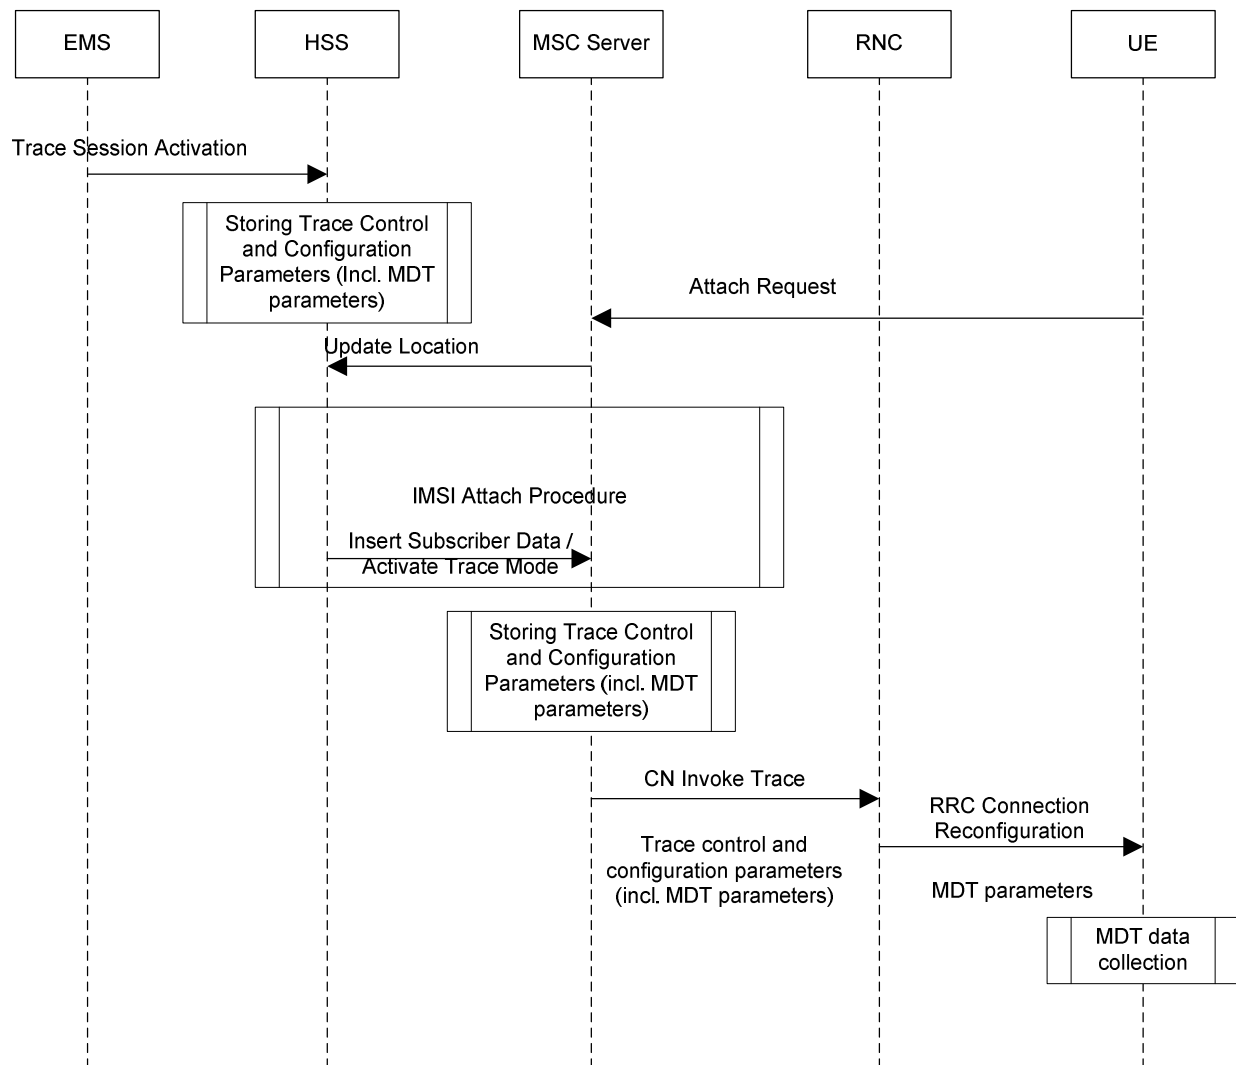 EMS
HSS
MSC Server
RNC
UE
Trace Session Activation
Storing Trace Control
and Configuration
Parameters (Incl. MDT
parameters)
Attach Request
Update Location
IMSI Attach Procedure
Insert Subscriber Data /
Activate Trace Mode
Storing Trace Control
and Configuration
Parameters (incl. MDT
parameters)
CN Invoke Trace
RRC Connection
Reconfiguration
Trace control and
configuration parameters
(incl. MDT parameters)
MDT parameters
MDT data
collection